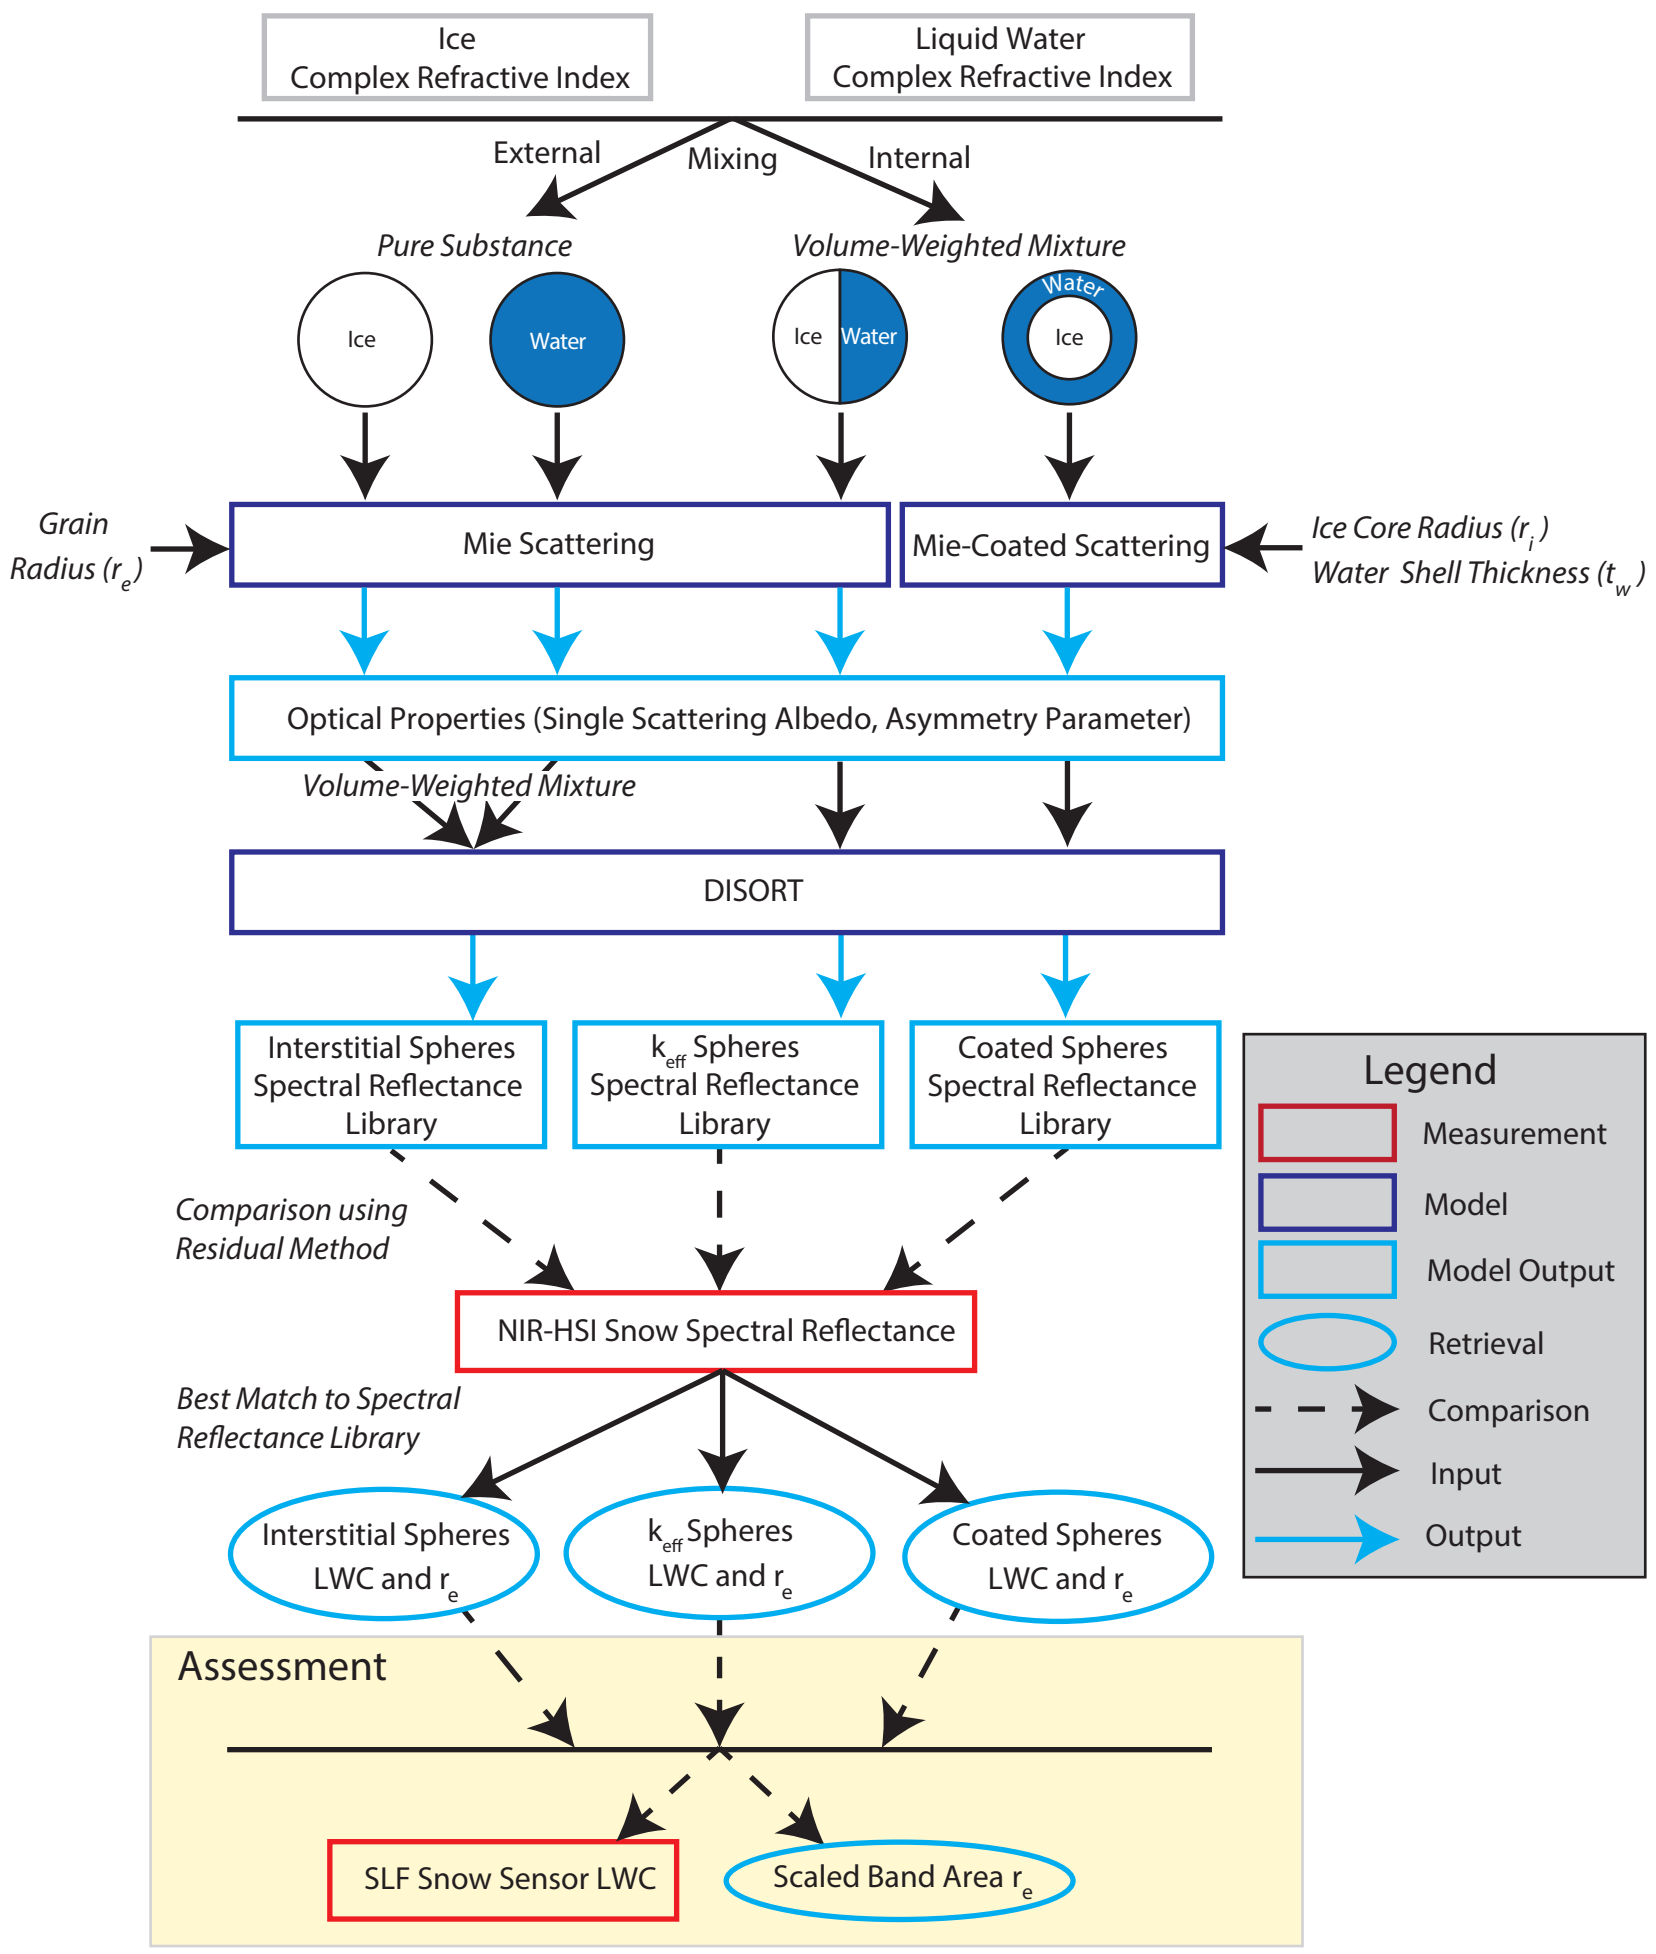 Ice
Complex Refractive Index
Liquid Water
Complex Refractive Index
External
Mixing
Internal
Pure Substance
Volume-Weighted Mixture
Ice
Water
Ice
Water
Water
Ice
Grain
Radius (re)
Mie Scattering
Mie-Coated Scattering
Ice Core Radius (ri)
Water Shell Thickness (tw)
Optical Properties (Single Scattering Albedo, Asymmetry Parameter)
Volume-Weighted Mixture
DISORT
Interstitial Spheres
Spectral Reflectance
Library
keff Spheres
Spectral Reflectance
Library
Coated Spheres
Spectral Reflectance
Library
Comparison using
Residual Method
NIR-HSI Snow Spectral Reflectance
Best Match to Spectral
Reflectance Library
Interstitial Spheres
LWC and re
keff Spheres
LWC and re
Coated Spheres
LWC and re
Legend
Measurement
Model
Model Output
Retrieval
Comparison
Input
Output
Assessment
SLF Snow Sensor LWC
Scaled Band Area re